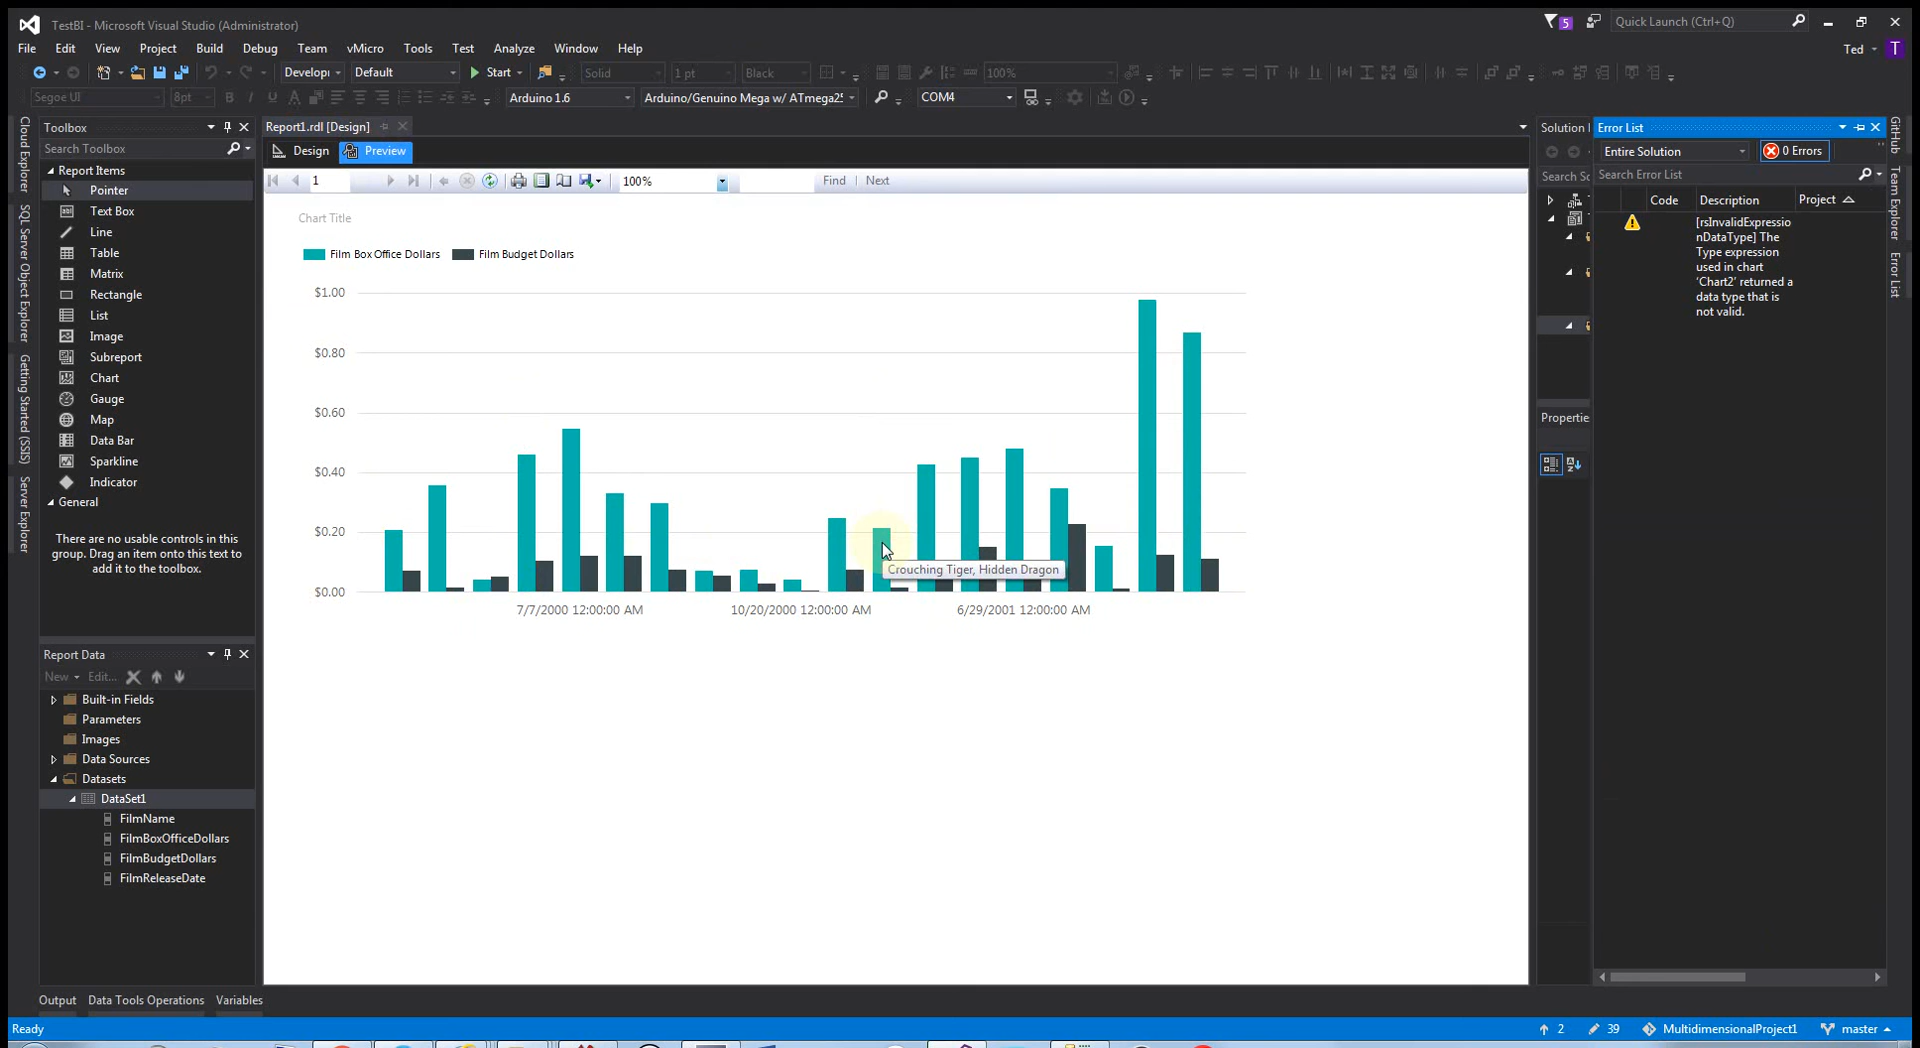 TestBI - Microsoft Visual Studio (Administrator)
5
Quick Launch (Ctrl+Q)
File Edit View Project Build Debug Team vMicro Tools Test Analyze Window Help
Ted T
Developi Default Start Solid 1 pt Black 100%
Segoe UI 8pt B I U A Arduino 1.6 Arduino/Genuino Mega w/ ATmega25 COM4
Cloud Explorer
SQL Server Object Explorer
Getting Started (SSIS)
Server Explorer
Toolbox
Search Toolbox
Report Items
Pointer
Text Box
Line
Table
Matrix
Rectangle
List
Image
Subreport
Chart
Gauge
Map
Data Bar
Sparkline
Indicator
General
There are no usable controls in this
group. Drag an item onto this text to
add it to the toolbox.
Report Data
New Edit...
Built-in Fields
Parameters
Images
Data Sources
Datasets
DataSet1
FilmName
FilmBoxOfficeDollars
FilmBudgetDollars
FilmReleaseDate
Report1.rdl [Design]
Design Preview
1 100% Find Next
Chart Title
Film Box Office Dollars Film Budget Dollars
$1.00
$0.80
$0.60
$0.40
$0.20
$0.00
Crouching Tiger, Hidden Dragon
7/7/2000 12:00:00 AM 10/20/2000 12:00:00 AM 6/29/2001 12:00:00 AM
Solution
Search So
Propertie
Error List
Entire Solution 0 Errors
Search Error List
Code Description Project
[rsInvalidExpressio
nDataType] The
Type expression
used in chart
'Chart2' returned a
data type that is
not valid.
GitHub
Team Explorer
Error List
Output Data Tools Operations Variables
Ready
2 39 MultidimensionalProject1 master